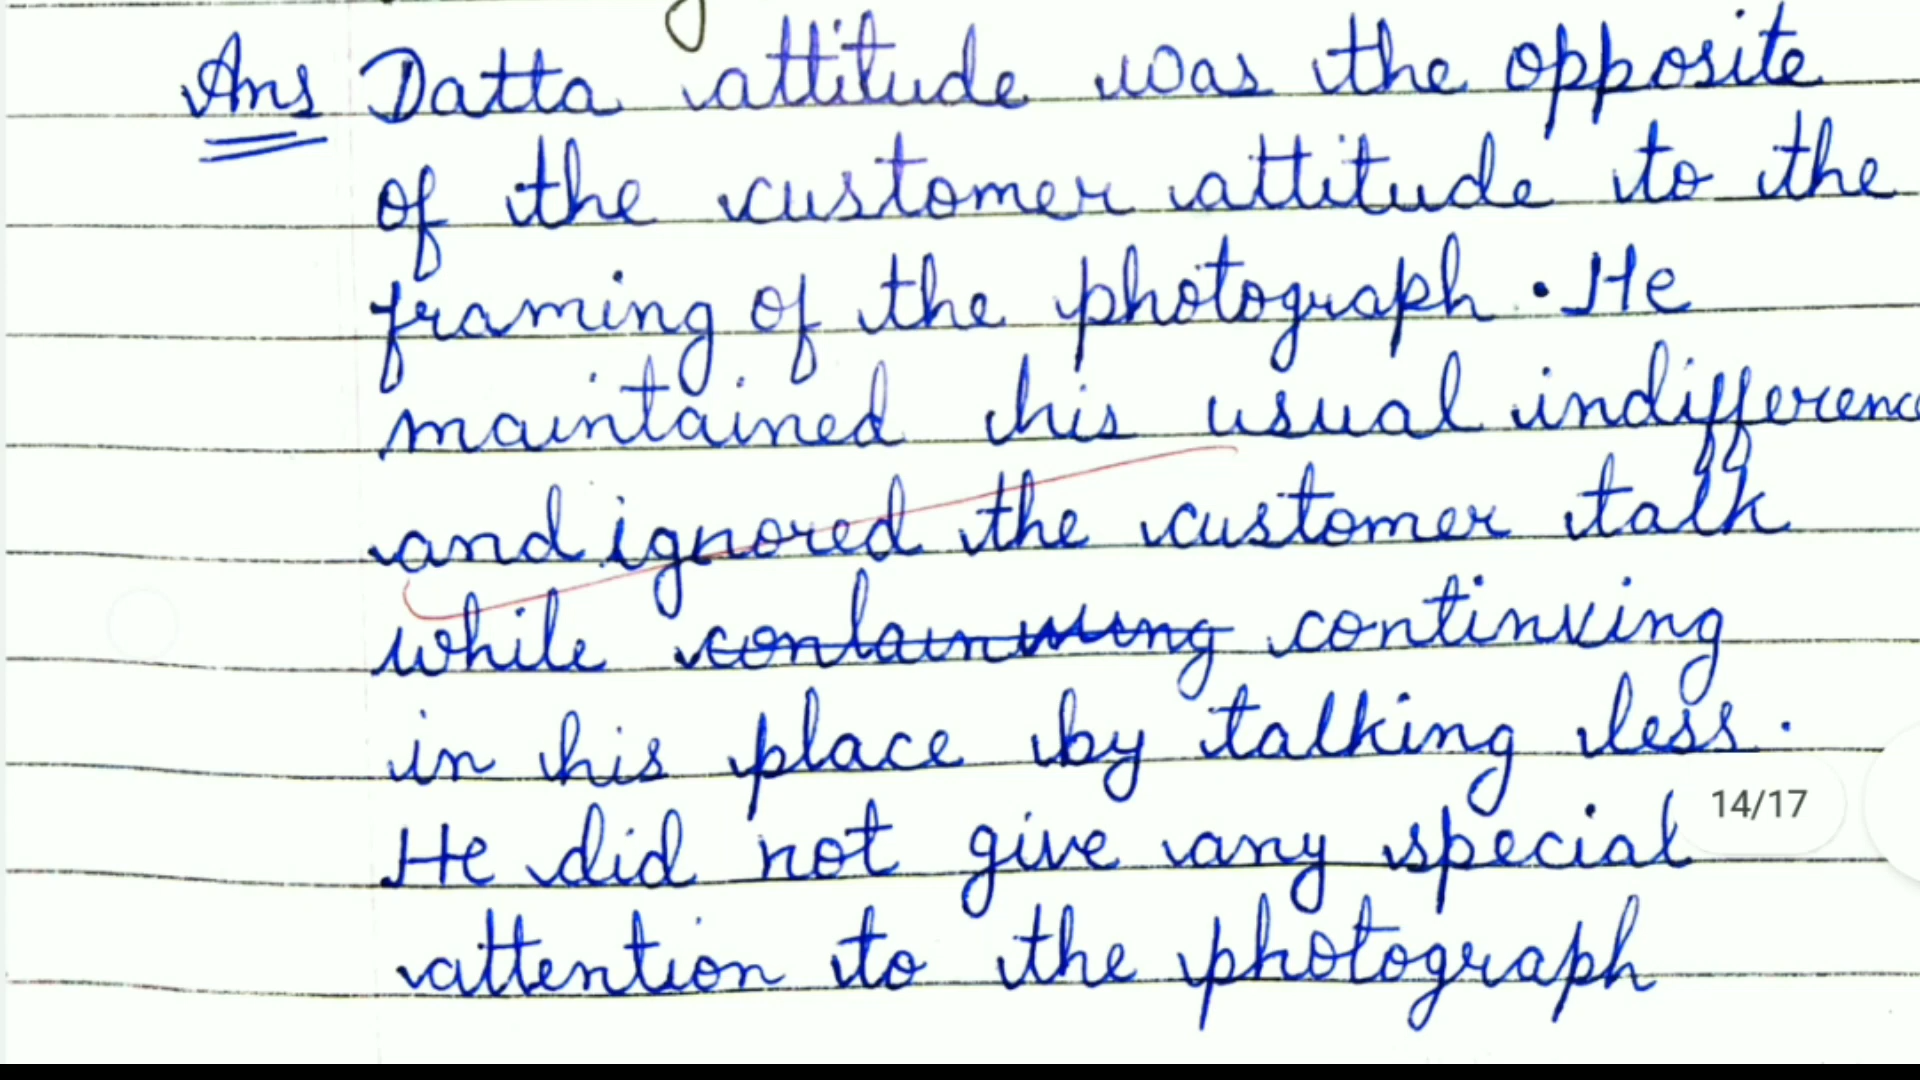 Ans Datta attitude was the opposite
of the customer attitude to the
framing of the photograph. He
maintained his usual indifferenc
and ignored the customer talk
while continving
in his place by talking less.
14/17
He did not give any special
attention to the photograph